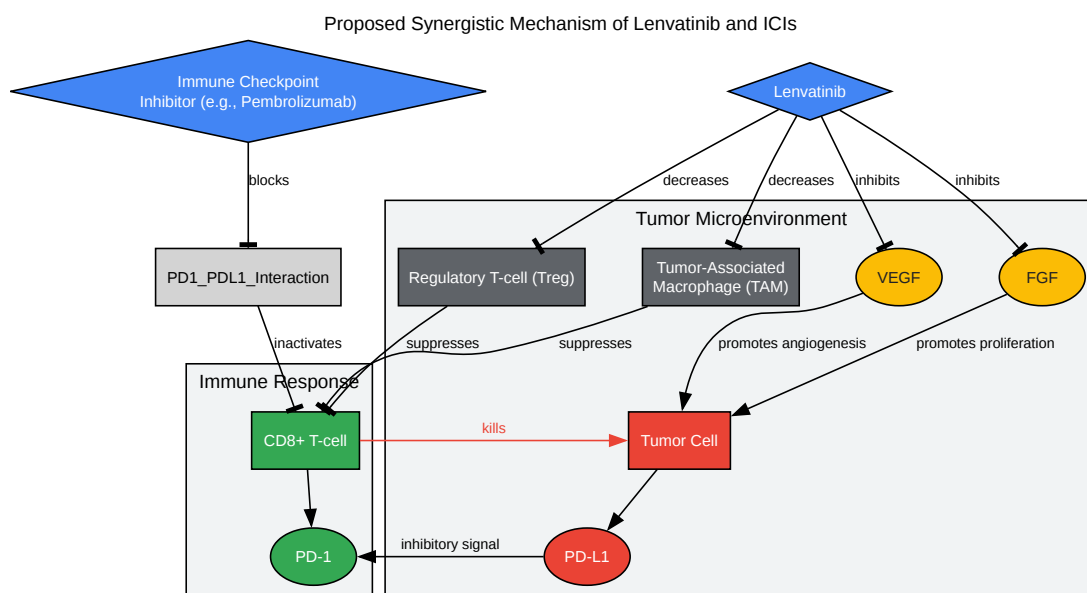 Proposed Synergistic Mechanism of Lenvatinib and ICIs
Immune Checkpoint
Inhibitor (e.g., Pembrolizumab)
Lenvatinib
blocks
decreases
decreases
inhibits
inhibits
Tumor Microenvironment
PD1_PDL1_Interaction
Regulatory T-cell (Treg)
Tumor-Associated
Macrophage (TAM)
VEGF
FGF
inactivates
suppresses
suppresses
promotes angiogenesis
promotes proliferation
Immune Response
CD8+ T-cell
kills
Tumor Cell
PD-1
inhibitory signal
PD-L1